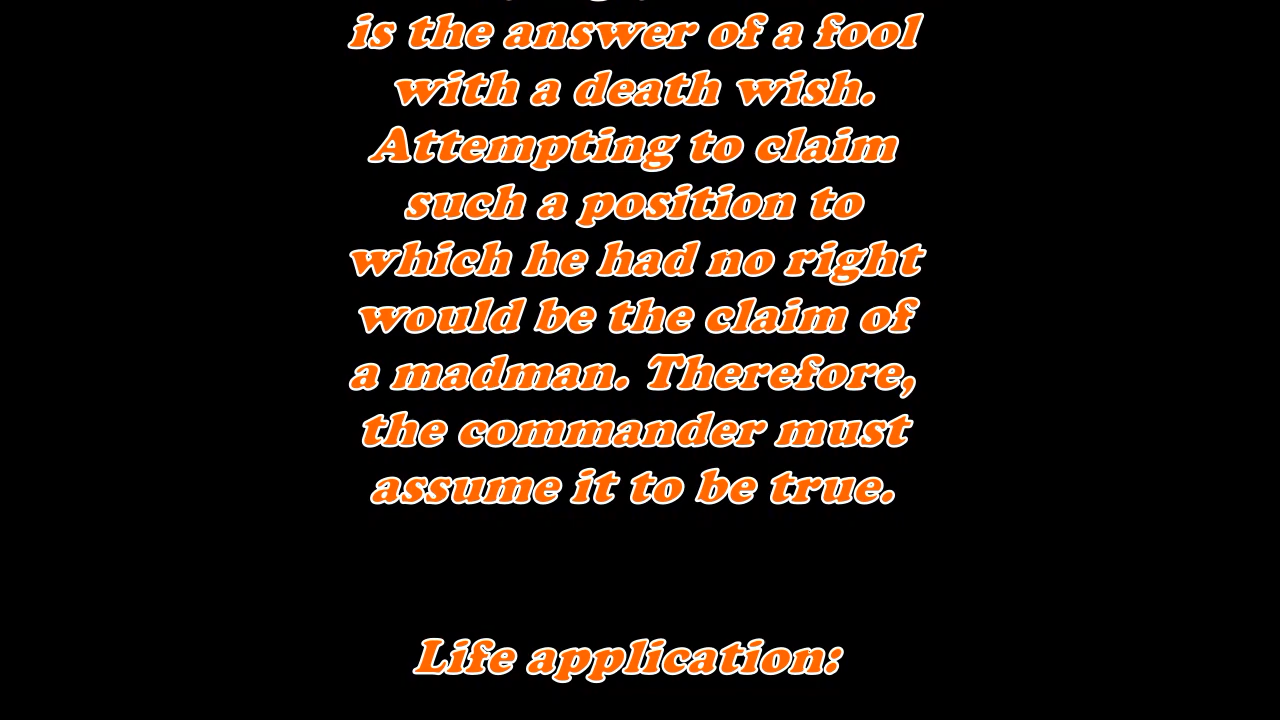 is the answer of a fool
with a death wish.
Attempting to claim
such a position to
which he had no right
would be the claim of
a madman. Therefore,
the commander must
assume it to be true.
Life application: